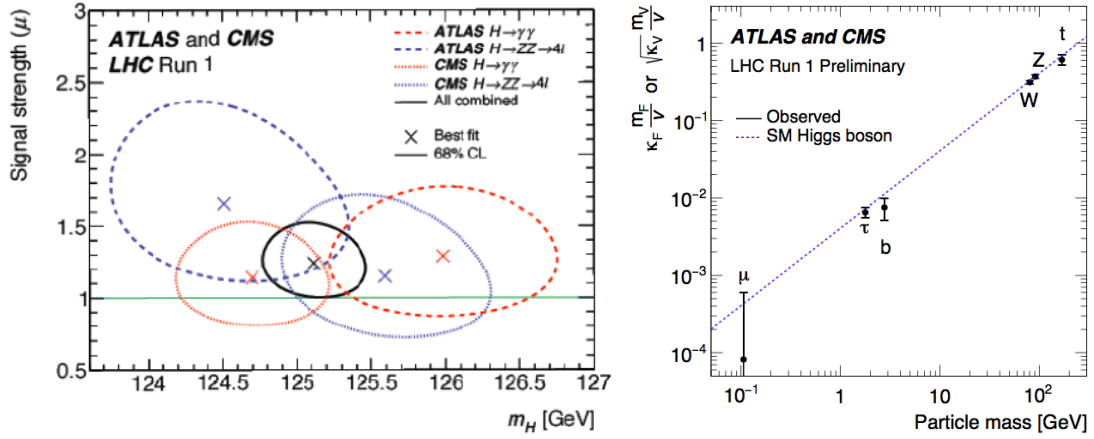 ATLAS and CMS
LHC Run 1
ATLAS H→γγ
ATLAS H→ZZ→4l
CMS H→γγ
CMS H→ZZ→4l
All combined
Best fit
68% CL
Signal strength (μ)
3
2.5
2
1.5
1
0.5
124
124.5
125
125.5
126
126.5
127
m_H [GeV]
ATLAS and CMS
LHC Run 1 Preliminary
Observed
SM Higgs boson
κ_F m_F/v or √κ_V m_V/v
1
10⁻¹
10⁻²
10⁻³
10⁻⁴
μ
τ
b
W
Z
t
10⁻¹
1
10
10²
Particle mass [GeV]